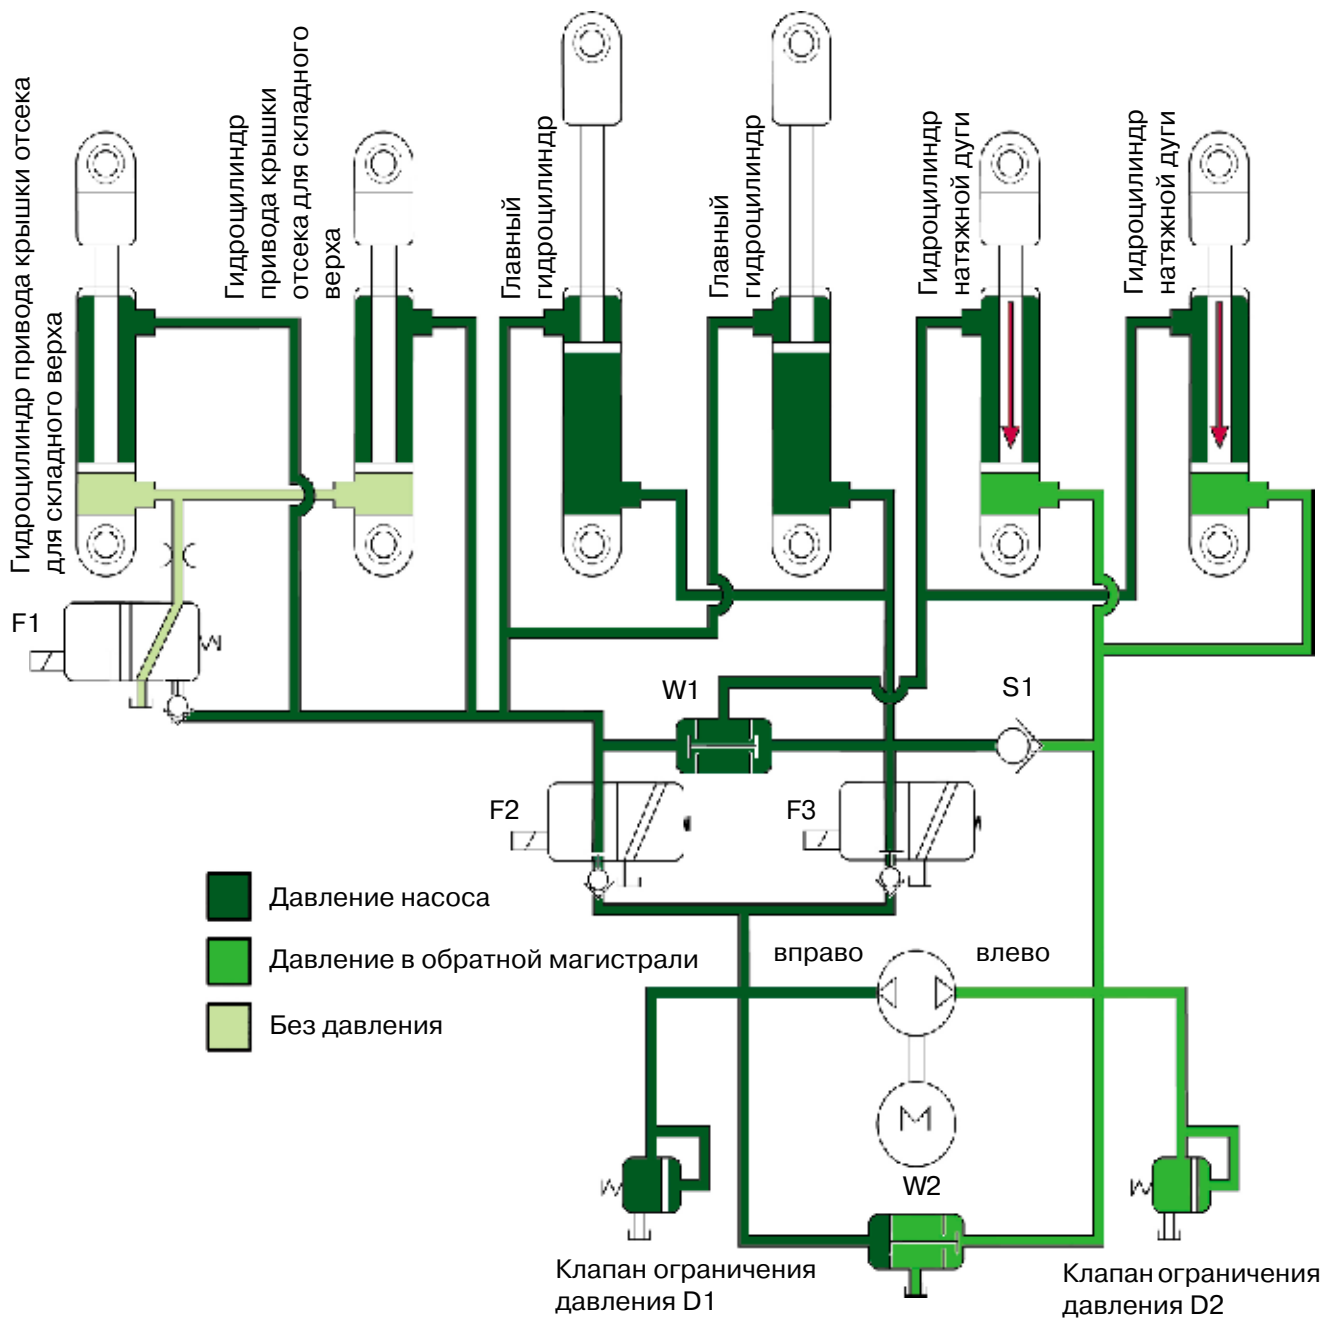 Гидроцилиндр привода крышки отсека
для складного верха
Гидроцилиндр
привода крышки
отсека для складного
верха
Главный
гидроцилиндр
Главный
гидроцилиндр
Гидроцилиндр
натяжной дуги
Гидроцилиндр
натяжной дуги
F1
W1
S1
F2
F3
Давление насоса
Давление в обратной магистрали
Без давления
вправо
влево
M
W2
Клапан ограничения
давления D1
Клапан ограничения
давления D2